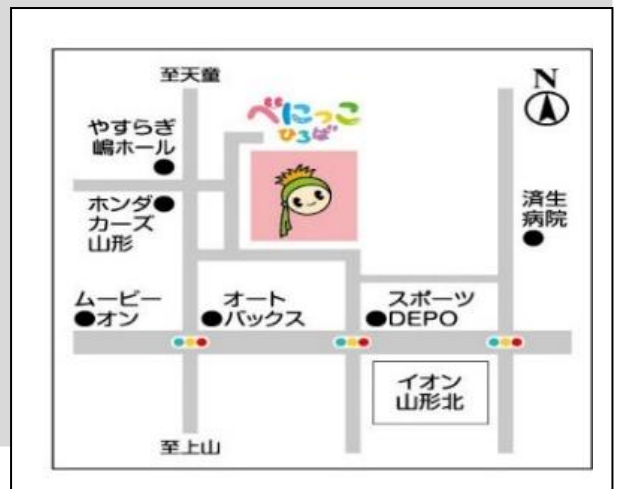 至天童
N
べにっこ
ひろば
やすらぎ
嶋ホール
ホンダ
カーズ
山形
済生
病院
ムービー
オン
オート
バックス
スポーツ
DEPO
イオン
山形北
至上山